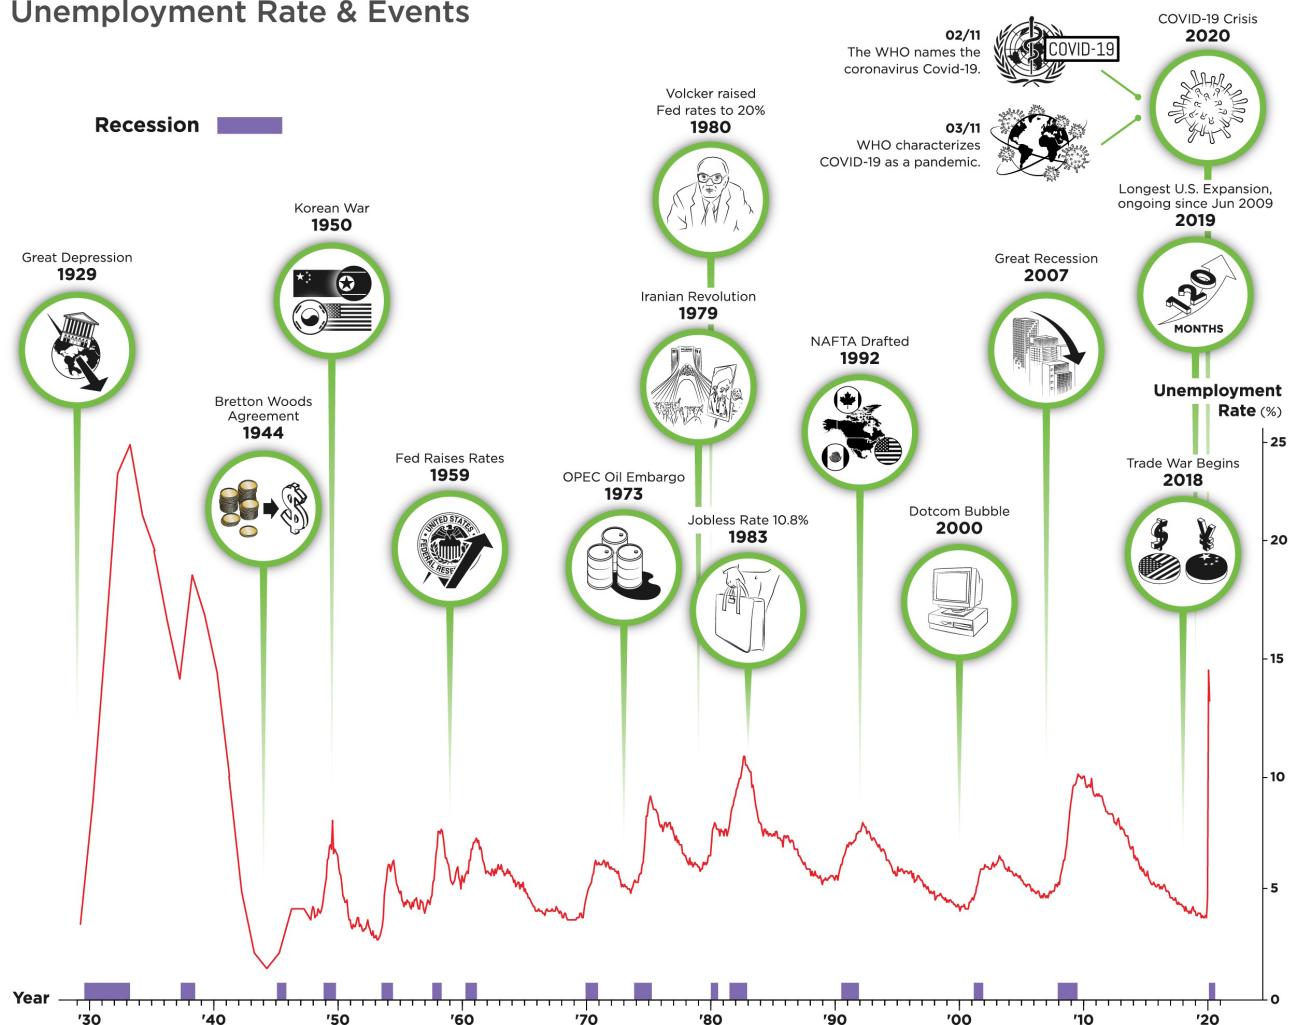 Unemployment Rate & Events
Recession
Great Depression
1929
Bretton Woods
Agreement
1944
Korean War
1950
Fed Raises Rates
1959
UNITED STATES
FEDERAL RESE
OPEC Oil Embargo
1973
Volcker raised
Fed rates to 20%
1980
Iranian Revolution
1979
Jobless Rate 10.8%
1983
NAFTA Drafted
1992
Dotcom Bubble
2000
Great Recession
2007
02/11
The WHO names the
coronavirus Covid-19.
COVID-19
03/11
WHO characterizes
COVID-19 as a pandemic.
COVID-19 Crisis
2020
Longest U.S. Expansion,
ongoing since Jun 2009
2019
120
MONTHS
Trade War Begins
2018
$
¥
$
Unemployment
Rate (%)
25
20
15
10
5
0
Year
'30
'40
'50
'60
'70
'80
'90
'00
'10
'20